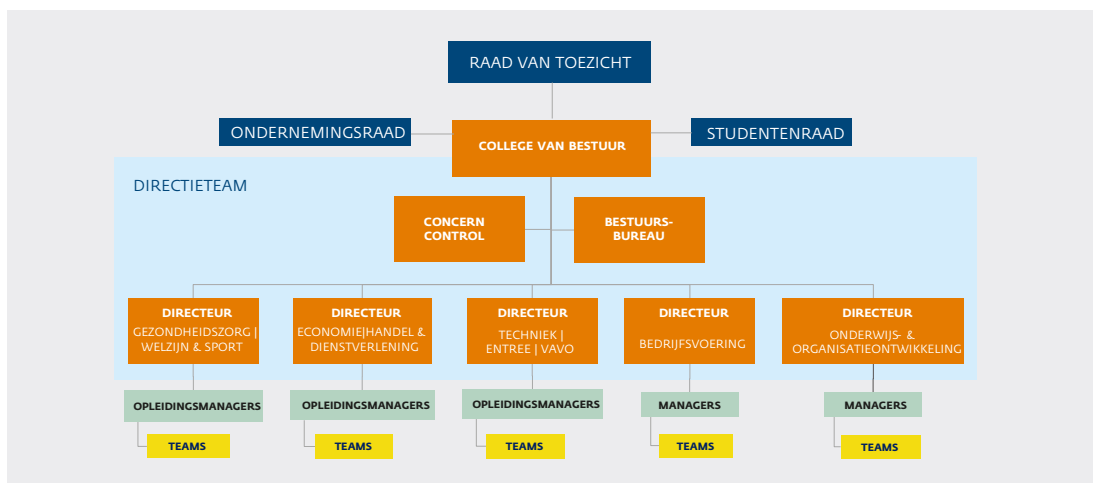 RAAD VAN TOEZICHT
ONDERNEMINGSRAAD
COLLEGE VAN BESTUUR
STUDENTENRAAD
DIRECTIETEAM
CONCERN
CONTROL
BESTUURS-
BUREAU
DIRECTEUR
GEZONDHEIDSZORG |
WELZIJN & SPORT
DIRECTEUR
ECONOMIE|HANDEL &
DIENSTVERLENING
DIRECTEUR
TECHNIEK |
ENTREE | VAVO
DIRECTEUR
BEDRIJFSVOERING
DIRECTEUR
ONDERWIJS- &
ORGANISATIEONTWIKKELING
OPLEIDINGSMANAGERS
OPLEIDINGSMANAGERS
OPLEIDINGSMANAGERS
MANAGERS
MANAGERS
TEAMS
TEAMS
TEAMS
TEAMS
TEAMS